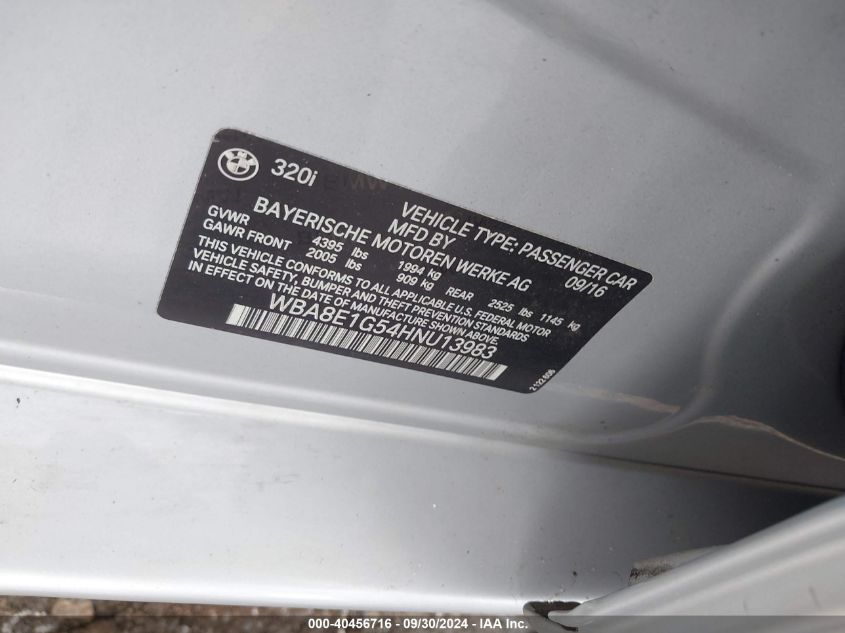 320i
VEHICLE TYPE: PASSENGER CAR
MFD BY 09/16
BAYERISCHE MOTOREN WERKE AG
GVWR 4395 lbs 1994 kg
GAWR FRONT 2005 lbs 909 kg REAR 2525 lbs 1145 kg
THIS VEHICLE CONFORMS TO ALL APPLICABLE U.S. FEDERAL MOTOR
VEHICLE SAFETY, BUMPER AND THEFT PREVENTION STANDARDS
IN EFFECT ON THE DATE OF MANUFACTURE SHOWN ABOVE.
WBA8E1G54HNU13983
2 122 606
000-40456716 - 09/30/2024 - IAA Inc.